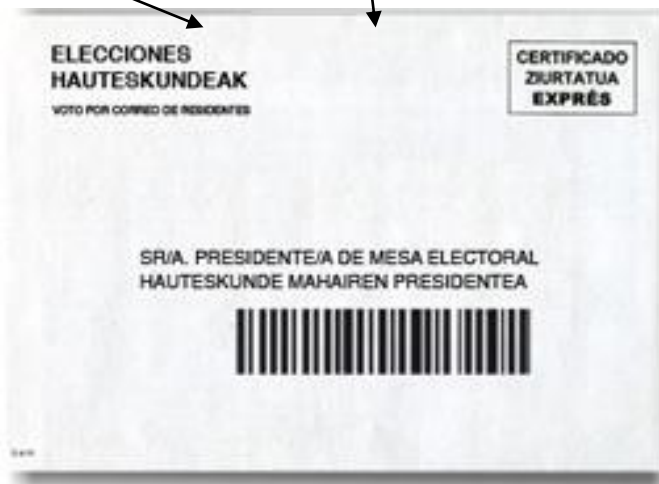 ELECCIONES
HAUTESKUNDEAK
VOTO POR CORREO DE RESIDENTES
CERTIFICADO
ZIURTATUA
EXPRÉS
SR/A. PRESIDENTE/A DE MESA ELECTORAL
HAUTESKUNDE MAHAIREN PRESIDENTEA